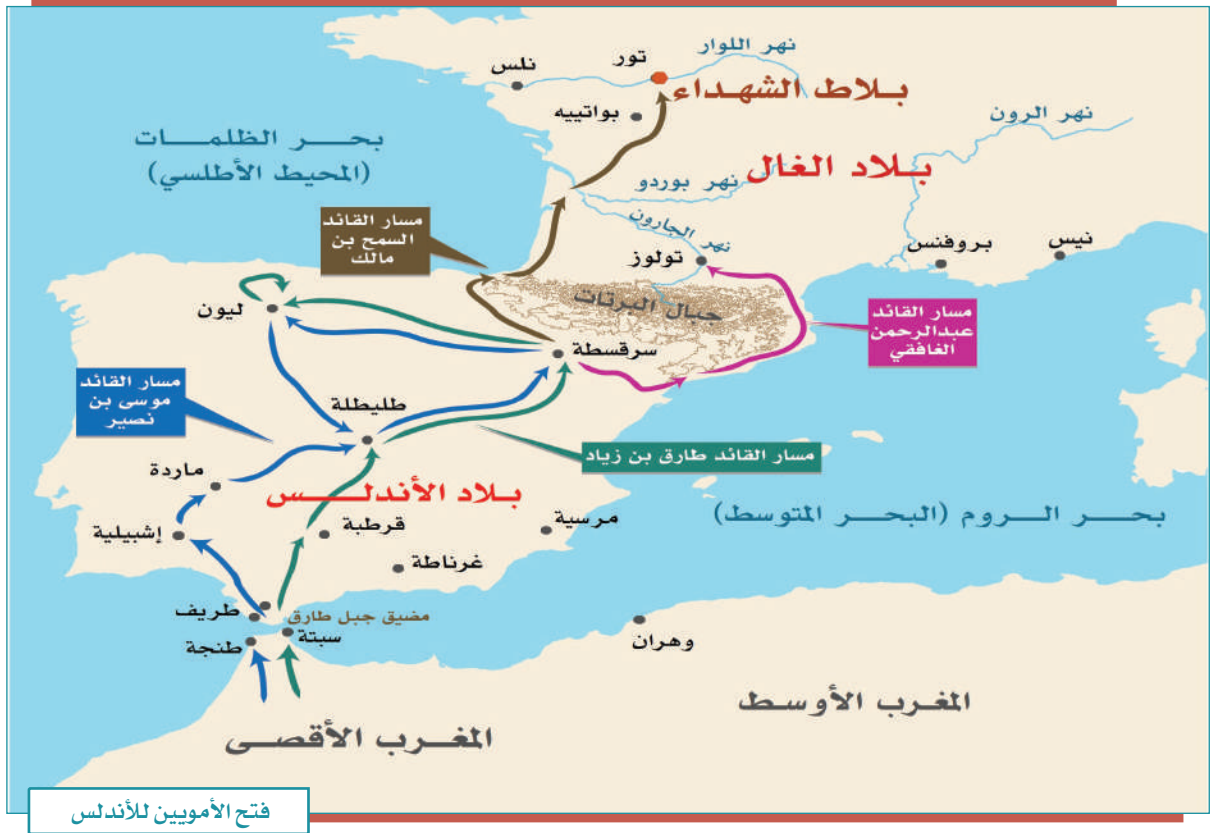 نهر اللوار
تور
نلس
بلاط الشهداء
بواتييه
نهر الرون
بحر الظلمات
(المحيط الأطلسي)
بلاد الغال
نهر بوردو
مسار القائد
السمح بن
مالك
نهر الجارون
تولوز
بروفنس
نيس
جبال البرتات
ليون
مسار القائد
عبدالرحمن
الغافقي
سرقسطة
مسار القائد
موسى بن
نصير
طليطلة
مسار القائد طارق بن زياد
ماردة
بلاد الأندلس
بحر الروم (البحر المتوسط)
إشبيلية
قرطبة
مرسية
غرناطة
طريف
مضيق جبل طارق
سبتة
طنجة
وهران
المغرب الأوسط
المغرب الأقصى
فتح الأمويين للأندلس